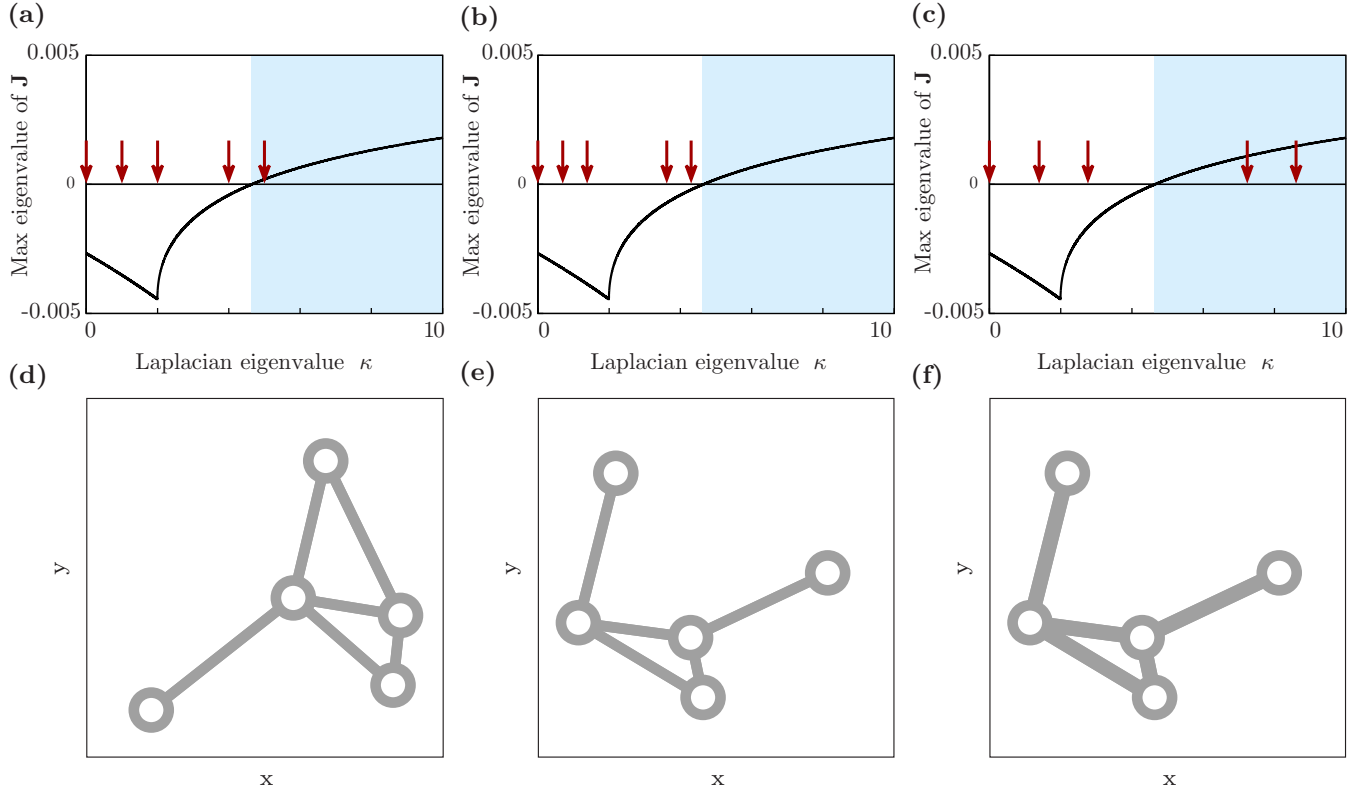 (a)
0.005
Max eigenvalue of J
0
-0.005
0
10
Laplacian eigenvalue κ
(b)
0.005
Max eigenvalue of J
0
-0.005
0
10
Laplacian eigenvalue κ
(c)
0.005
Max eigenvalue of J
0
-0.005
0
10
Laplacian eigenvalue κ
(d)
y
x
(e)
y
x
(f)
y
x